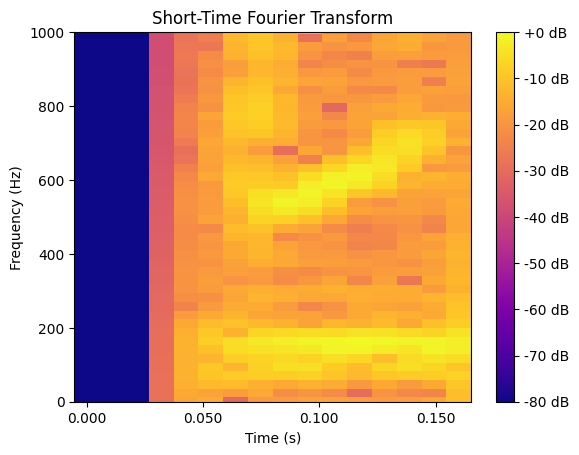 Short-Time Fourier Transform
1000
800
600
400
200
0
Frequency (Hz)
0.000
0.050
0.100
0.150
Time (s)
+0 dB
-10 dB
-20 dB
-30 dB
-40 dB
-50 dB
-60 dB
-70 dB
-80 dB